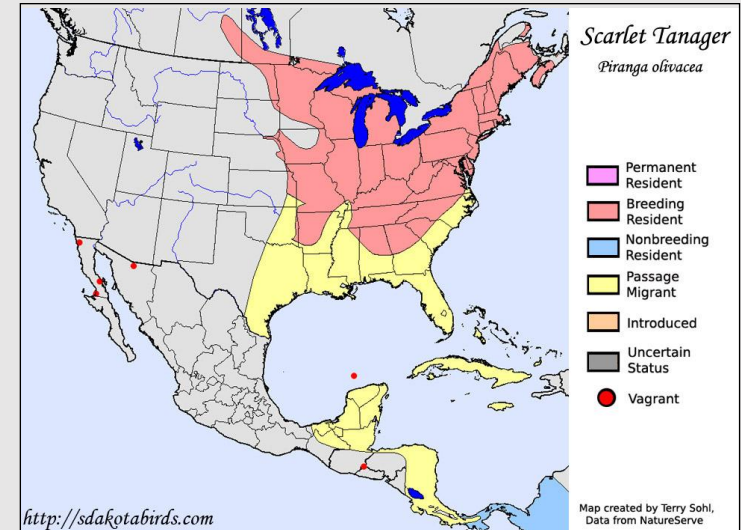 Scarlet Tanager
Piranga olivacea
Permanent
Resident
Breeding
Resident
Nonbreeding
Resident
Passage
Migrant
Introduced
Uncertain
Status
Vagrant
Map created by Terry Sohl,
Data from NatureServe
http://sdakotabirds.com